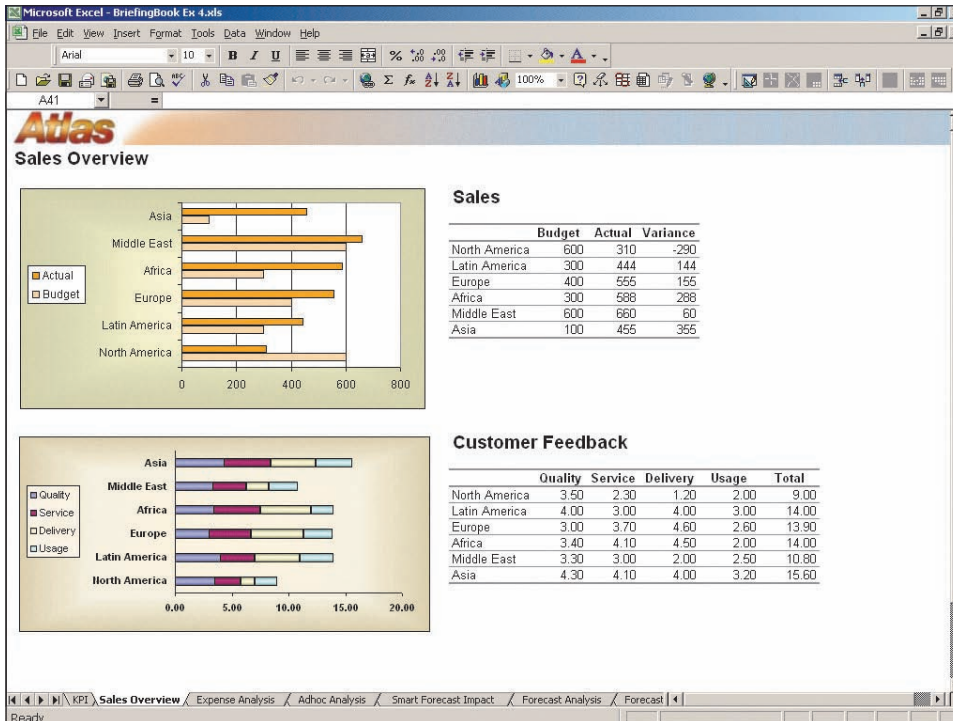 Microsoft Excel - BriefingBook Ex 4.xls
File Edit View Insert Format Tools Data Window Help
Arial 10 B I U %
Σ fx 100%
A41 =
Atlas
Sales Overview
Asia
Middle East
Africa
Europe
Latin America
North America
Actual
Budget
0 200 400 600 800
Sales
Budget Actual Variance
North America 600 310 -290
Latin America 300 444 144
Europe 400 555 155
Africa 300 588 288
Middle East 600 660 60
Asia 100 455 355
Asia
Middle East
Africa
Europe
Latin America
North America
Quality
Service
Delivery
Usage
0.00 5.00 10.00 15.00 20.00
Customer Feedback
Quality Service Delivery Usage Total
North America 3.50 2.30 1.20 2.00 9.00
Latin America 4.00 3.00 4.00 3.00 14.00
Europe 3.00 3.70 4.60 2.60 13.90
Africa 3.40 4.10 4.50 2.00 14.00
Middle East 3.30 3.00 2.00 2.50 10.80
Asia 4.30 4.10 4.00 3.20 15.60
KPI Sales Overview Expense Analysis Adhoc Analysis Smart Forecast Impact Forecast Analysis Forecast
Ready